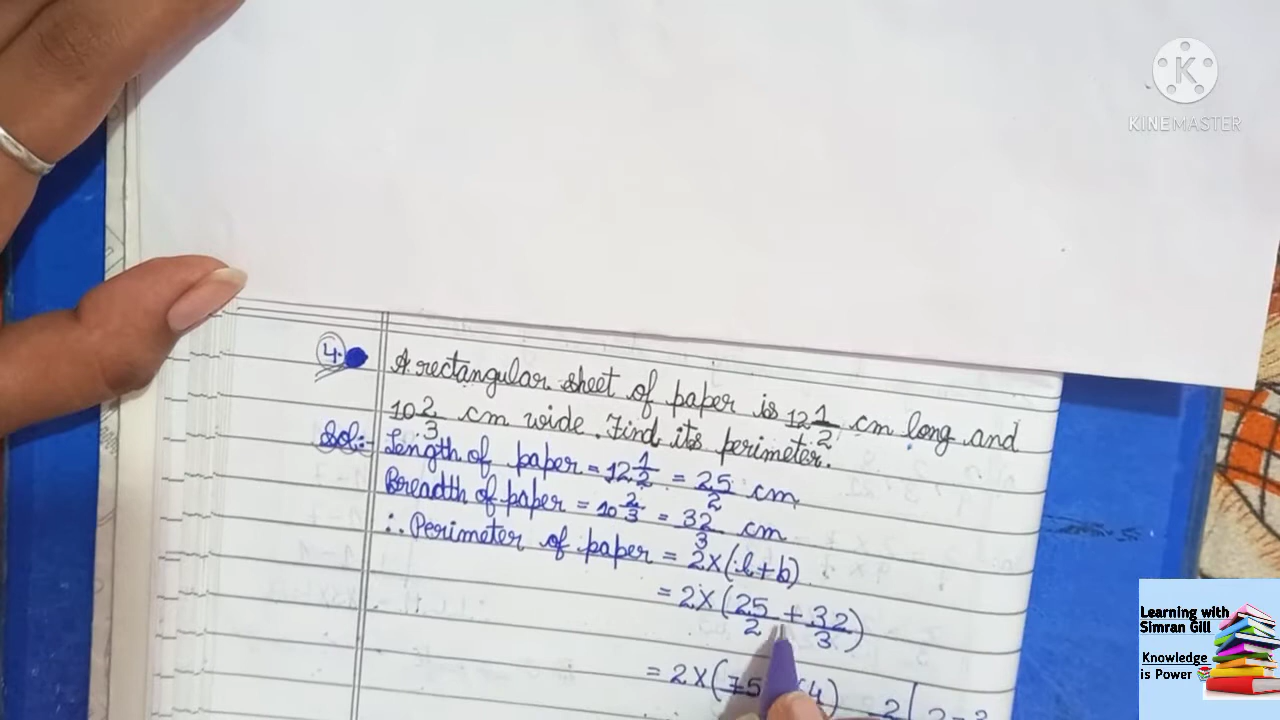 KINEMASTER
4. A rectangular sheet of paper is 12 1/2 cm long and
10 2/3 cm wide. Find its perimeter.
Sol:- Length of paper = 12 1/2 = 25/2 cm
Breadth of paper = 10 2/3 = 32/3 cm
∴ Perimeter of paper = 2×(l+b)
= 2×(25/2 + 32/3)
= 2×(75 64)
Learning with
Simran Gill
Knowledge
is Power